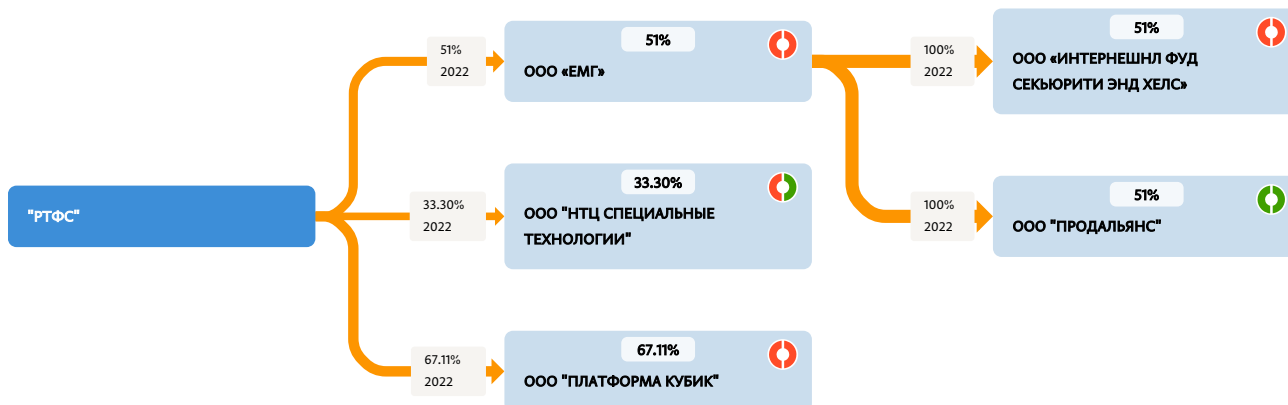 "РТФС"
51%
2022
51%
ООО «ЕМГ»
100%
2022
51%
ООО «ИНТЕРНЕШНЛ ФУД
СЕКЬЮРИТИ ЭНД ХЕЛС»
100%
2022
51%
ООО "ПРОДАЛЬЯНС"
33.30%
2022
33.30%
ООО "НТЦ СПЕЦИАЛЬНЫЕ
ТЕХНОЛОГИИ"
67.11%
2022
67.11%
ООО "ПЛАТФОРМА КУБИК"